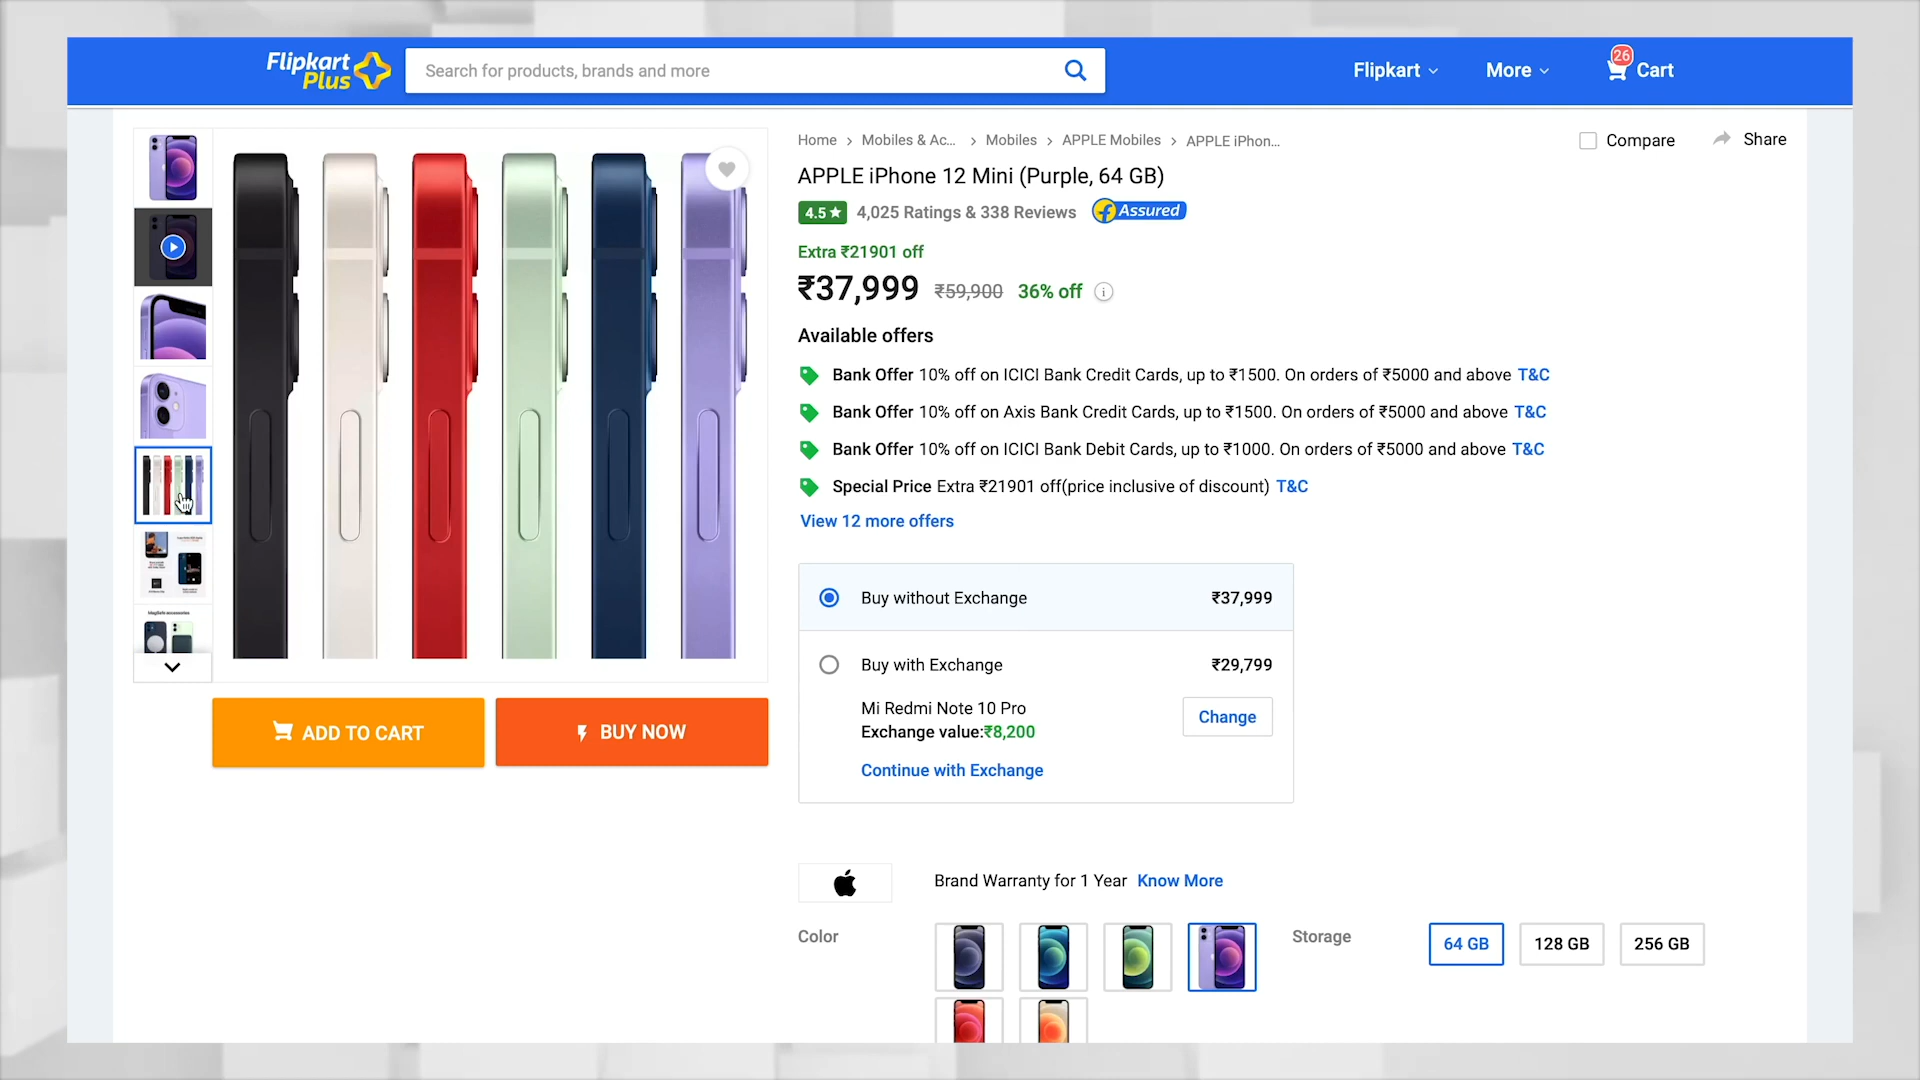 Flipkart
Plus
Search for products, brands and more
Flipkart
More
26
Cart
Home
Mobiles & Ac...
Mobiles
APPLE Mobiles
APPLE iPhon...
Compare
Share
APPLE iPhone 12 Mini (Purple, 64 GB)
4.5★ 4,025 Ratings & 338 Reviews
Assured
Extra ₹21901 off
₹37,999 ₹59,900 36% off
Available offers
Bank Offer 10% off on ICICI Bank Credit Cards, up to ₹1500. On orders of ₹5000 and above T&C
Bank Offer 10% off on Axis Bank Credit Cards, up to ₹1500. On orders of ₹5000 and above T&C
Bank Offer 10% off on ICICI Bank Debit Cards, up to ₹1000. On orders of ₹5000 and above T&C
Special Price Extra ₹21901 off(price inclusive of discount) T&C
View 12 more offers
Buy without Exchange ₹37,999
Buy with Exchange ₹29,799
Mi Redmi Note 10 Pro
Exchange value:₹8,200
Change
Continue with Exchange
MagSafe accessories
ADD TO CART
BUY NOW
Brand Warranty for 1 Year Know More
Color
Storage
64 GB
128 GB
256 GB